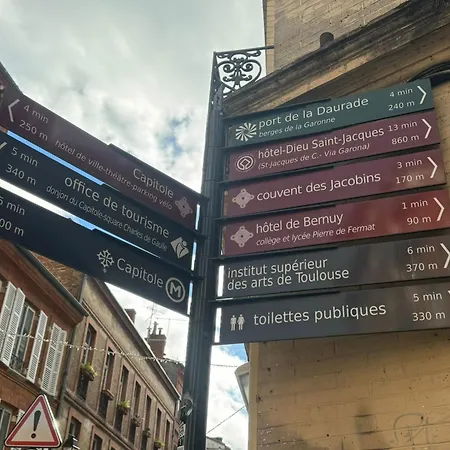 4 min
250 m
Capitole
hôtel de ville-théâtre-parking vélo
5 min
340 m
office de tourisme
donjon du Capitole-square Charles de Gaulle
5 min
Capitole M
port de la Daurade
berges de la Garonne
4 min
240 m
hôtel-Dieu Saint-Jacques
(St-Jacques de C.- Via Garona)
13 min
860 m
couvent des Jacobins
3 min
170 m
hôtel de Bernuy
collège et lycée Pierre de Fermat
1 min
90 m
institut supérieur
des arts de Toulouse
6 min
370 m
toilettes publiques
5 min
330 m